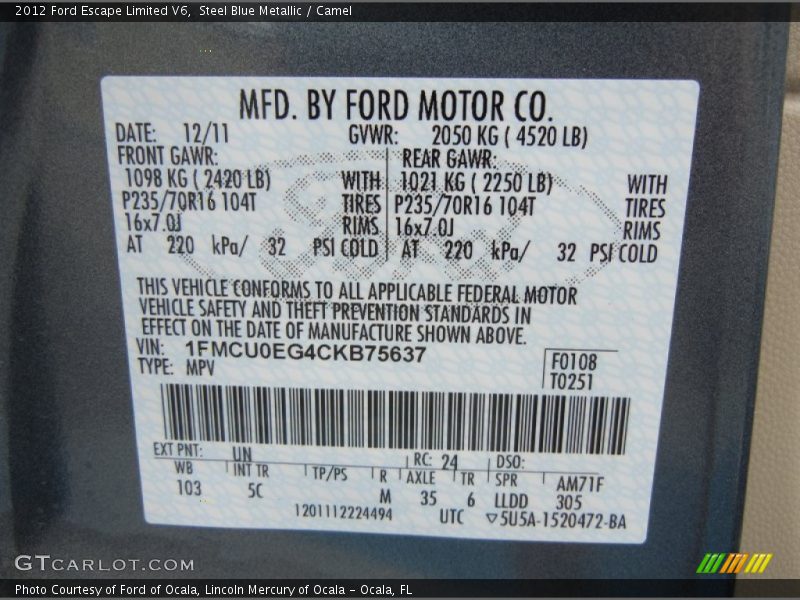 2012 Ford Escape Limited V6, Steel Blue Metallic / Camel
MFD. BY FORD MOTOR CO.
DATE: 12/11 GVWR: 2050 KG ( 4520 LB)
FRONT GAWR: REAR GAWR:
1098 KG ( 2420 LB) WITH 1021 KG ( 2250 LB) WITH
P235/70R16 104T TIRES P235/70R16 104T TIRES
16x7.0J RIMS 16x7.0J RIMS
AT 220 kPa/ 32 PSI COLD AT 220 kPa/ 32 PSI COLD
THIS VEHICLE CONFORMS TO ALL APPLICABLE FEDERAL MOTOR
VEHICLE SAFETY AND THEFT PREVENTION STANDARDS IN
EFFECT ON THE DATE OF MANUFACTURE SHOWN ABOVE.
VIN: 1FMCU0EG4CKB75637 F0108
TYPE: MPV T0251
EXT PNT: UN RC: 24 DSO:
WB INT TR TP/PS R AXLE TR SPR AM71F
103 5C M 35 6 LLDD 305
1201112224494 UTC ▽5U5A-1520472-BA
GTCARLOT.COM
Photo Courtesy of Ford of Ocala, Lincoln Mercury of Ocala - Ocala, FL